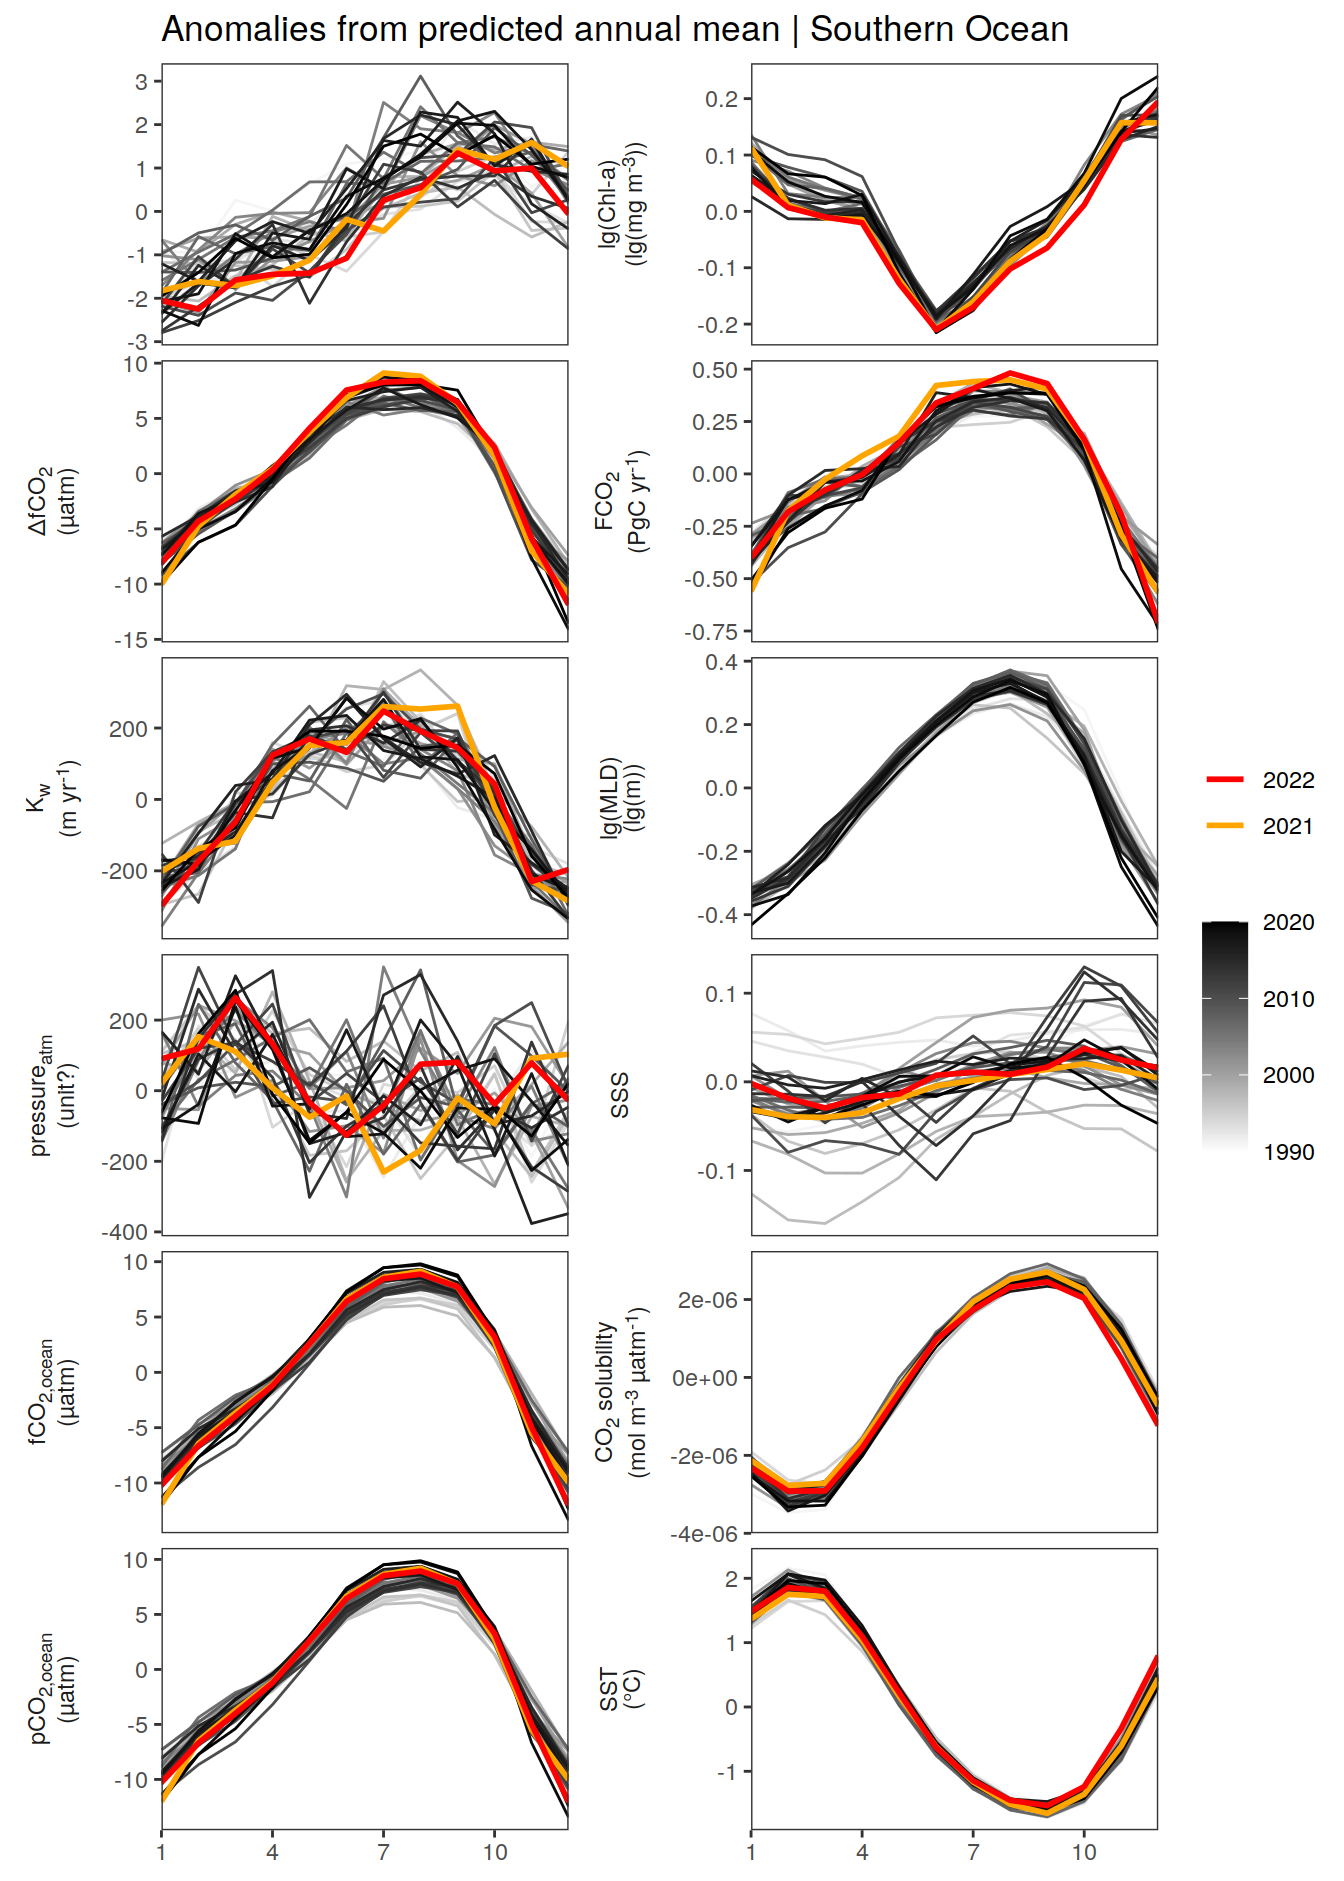 Anomalies from predicted annual mean | Southern Ocean
3
2
1
0
-1
-2
-3
lg(Chl-a)
(lg(mg m⁻³))
0.2
0.1
0.0
-0.1
-0.2
ΔfCO₂
(µatm)
10
5
0
-5
-10
-15
FCO₂
(PgC yr⁻¹)
0.50
0.25
0.00
-0.25
-0.50
-0.75
K_w
(m yr⁻¹)
200
0
-200
lg(MLD)
(lg(m))
0.4
0.2
0.0
-0.2
-0.4
pressure_atm
(unit?)
200
0
-200
-400
SSS
0.1
0.0
-0.1
fCO₂,ocean
(µatm)
10
5
0
-5
-10
CO₂ solubility
(mol m⁻³ µatm⁻¹)
2e-06
0e+00
-2e-06
-4e-06
pCO₂,ocean
(µatm)
10
5
0
-5
-10
SST
(°C)
2
1
0
-1
1 4 7 10
1 4 7 10
2022
2021
2020
2010
2000
1990